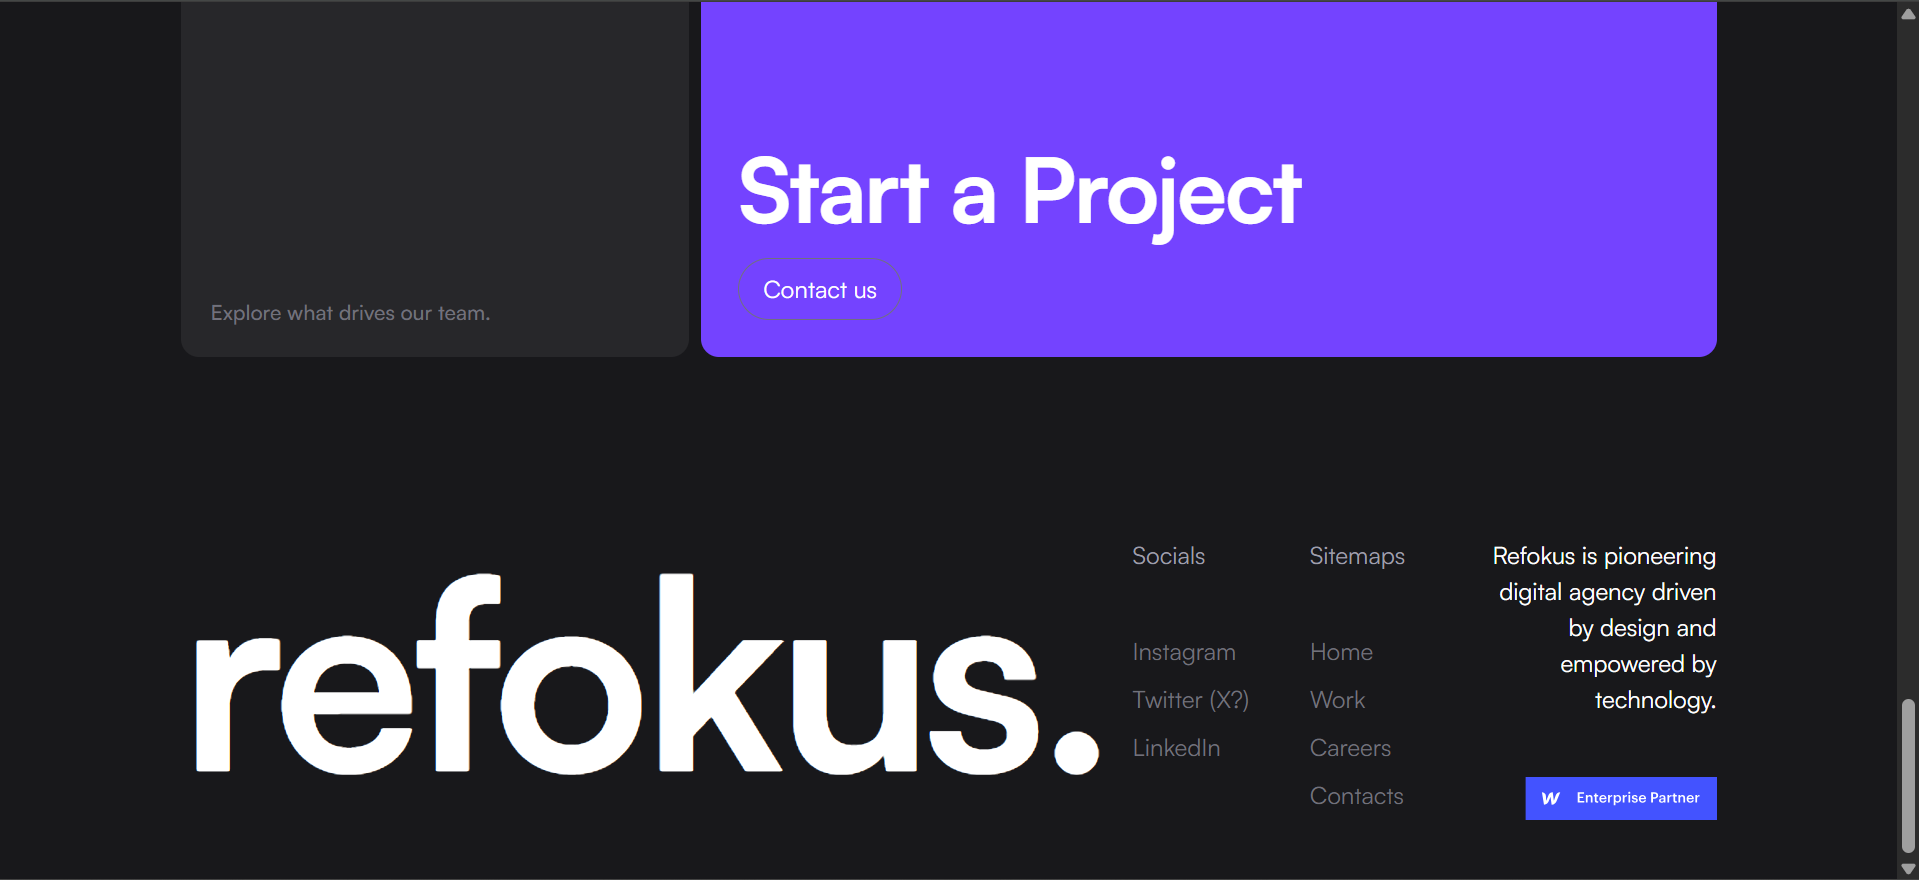 Explore what drives our team.
Start a Project
Contact us
refokus.
Socials
Instagram
Twitter (X?)
LinkedIn
Sitemaps
Home
Work
Careers
Contacts
Refokus is pioneering
digital agency driven
by design and
empowered by
technology.
Enterprise Partner